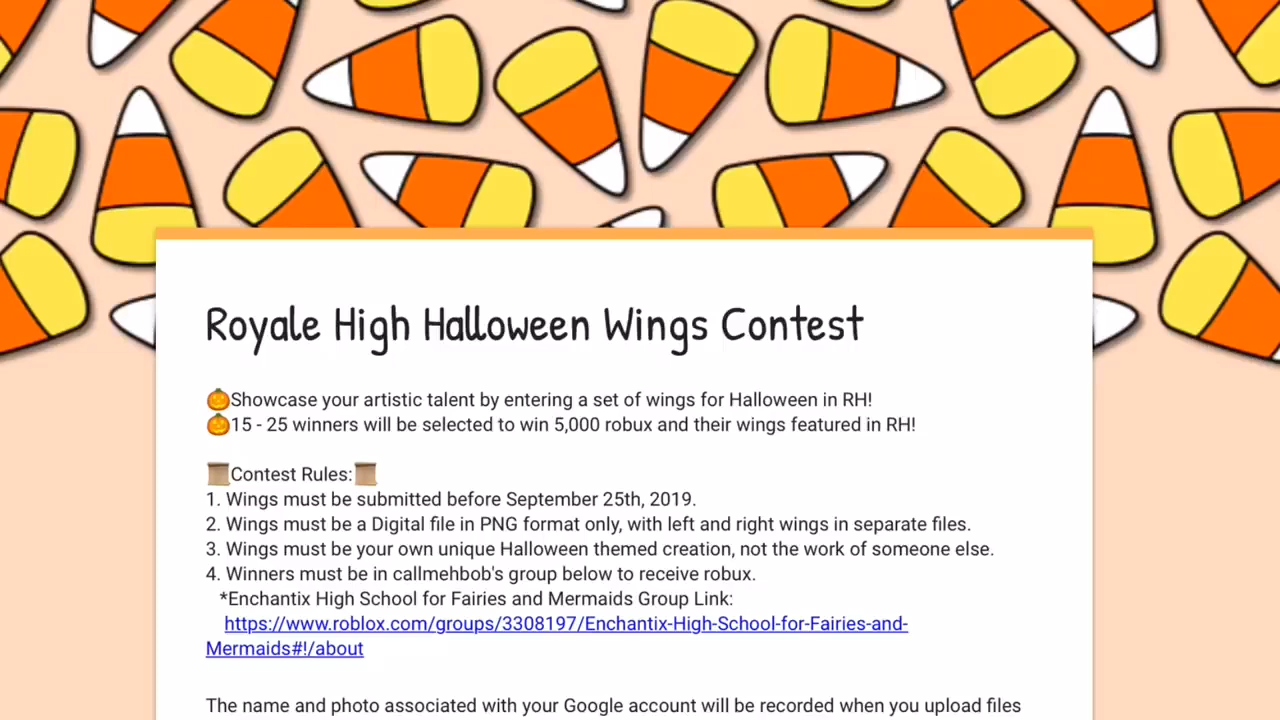 Royale High Halloween Wings Contest
🎃Showcase your artistic talent by entering a set of wings for Halloween in RH!
🎃15 - 25 winners will be selected to win 5,000 robux and their wings featured in RH!
📜Contest Rules:📜
1. Wings must be submitted before September 25th, 2019.
2. Wings must be a Digital file in PNG format only, with left and right wings in separate files.
3. Wings must be your own unique Halloween themed creation, not the work of someone else.
4. Winners must be in callmehbob's group below to receive robux.
*Enchantix High School for Fairies and Mermaids Group Link:
https://www.roblox.com/groups/3308197/Enchantix-High-School-for-Fairies-and-
Mermaids#!/about
The name and photo associated with your Google account will be recorded when you upload files